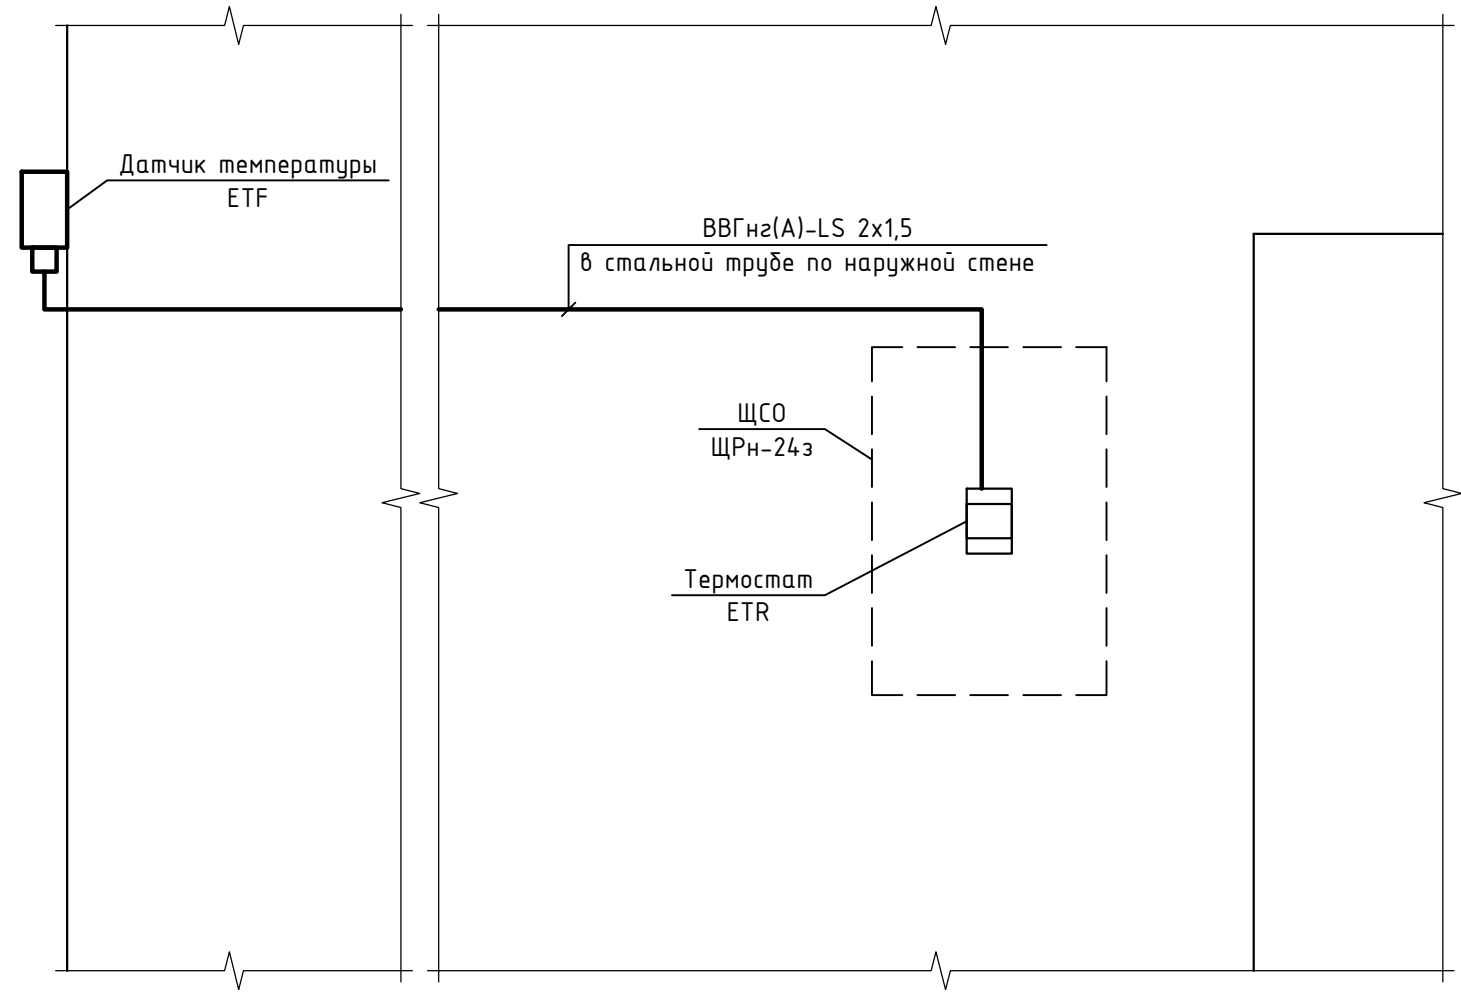 Датчик температуры
ETF
ВВГнг(А)-LS 2х1,5
в стальной трубе по наружной стене
ЩСО
ЩРн-24з
Термостат
ETR